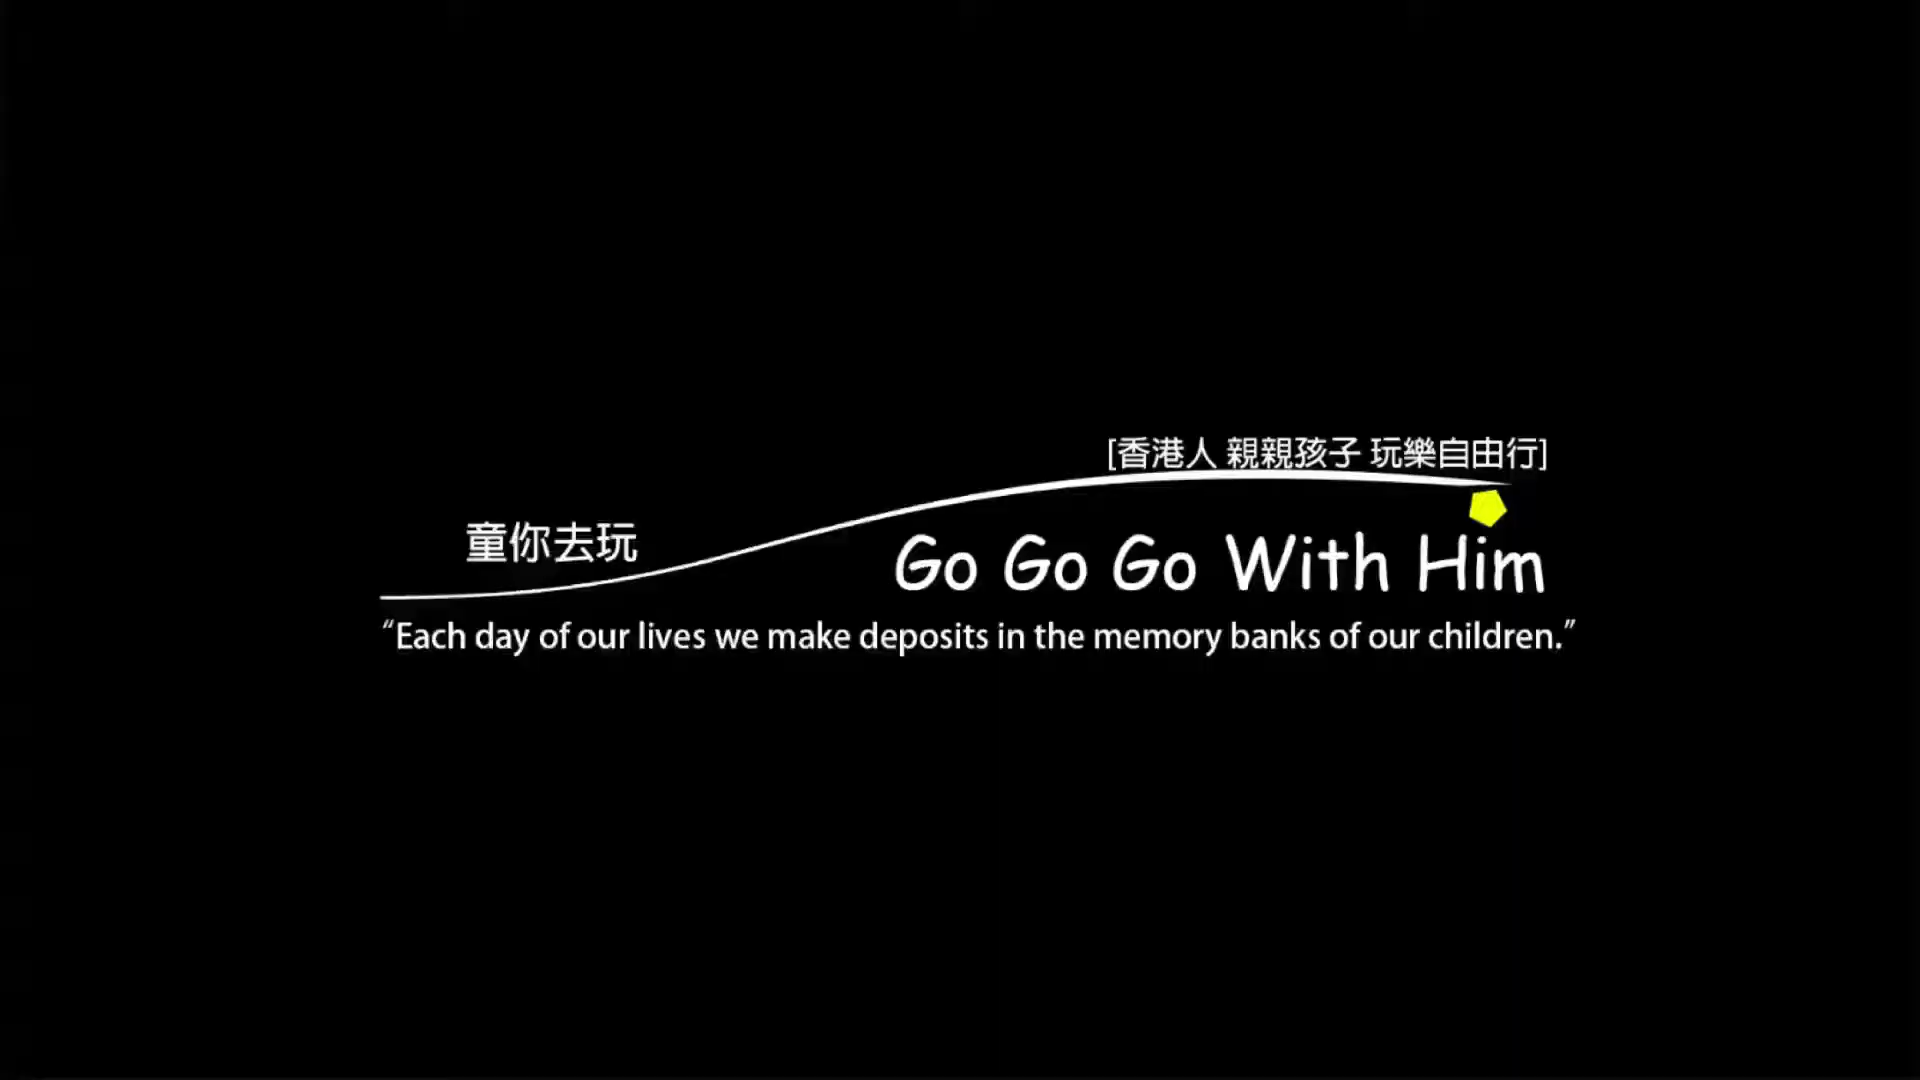 [香港人 親親孩子 玩樂自由行]
童你去玩
Go Go Go With Him
“Each day of our lives we make deposits in the memory banks of our children.”